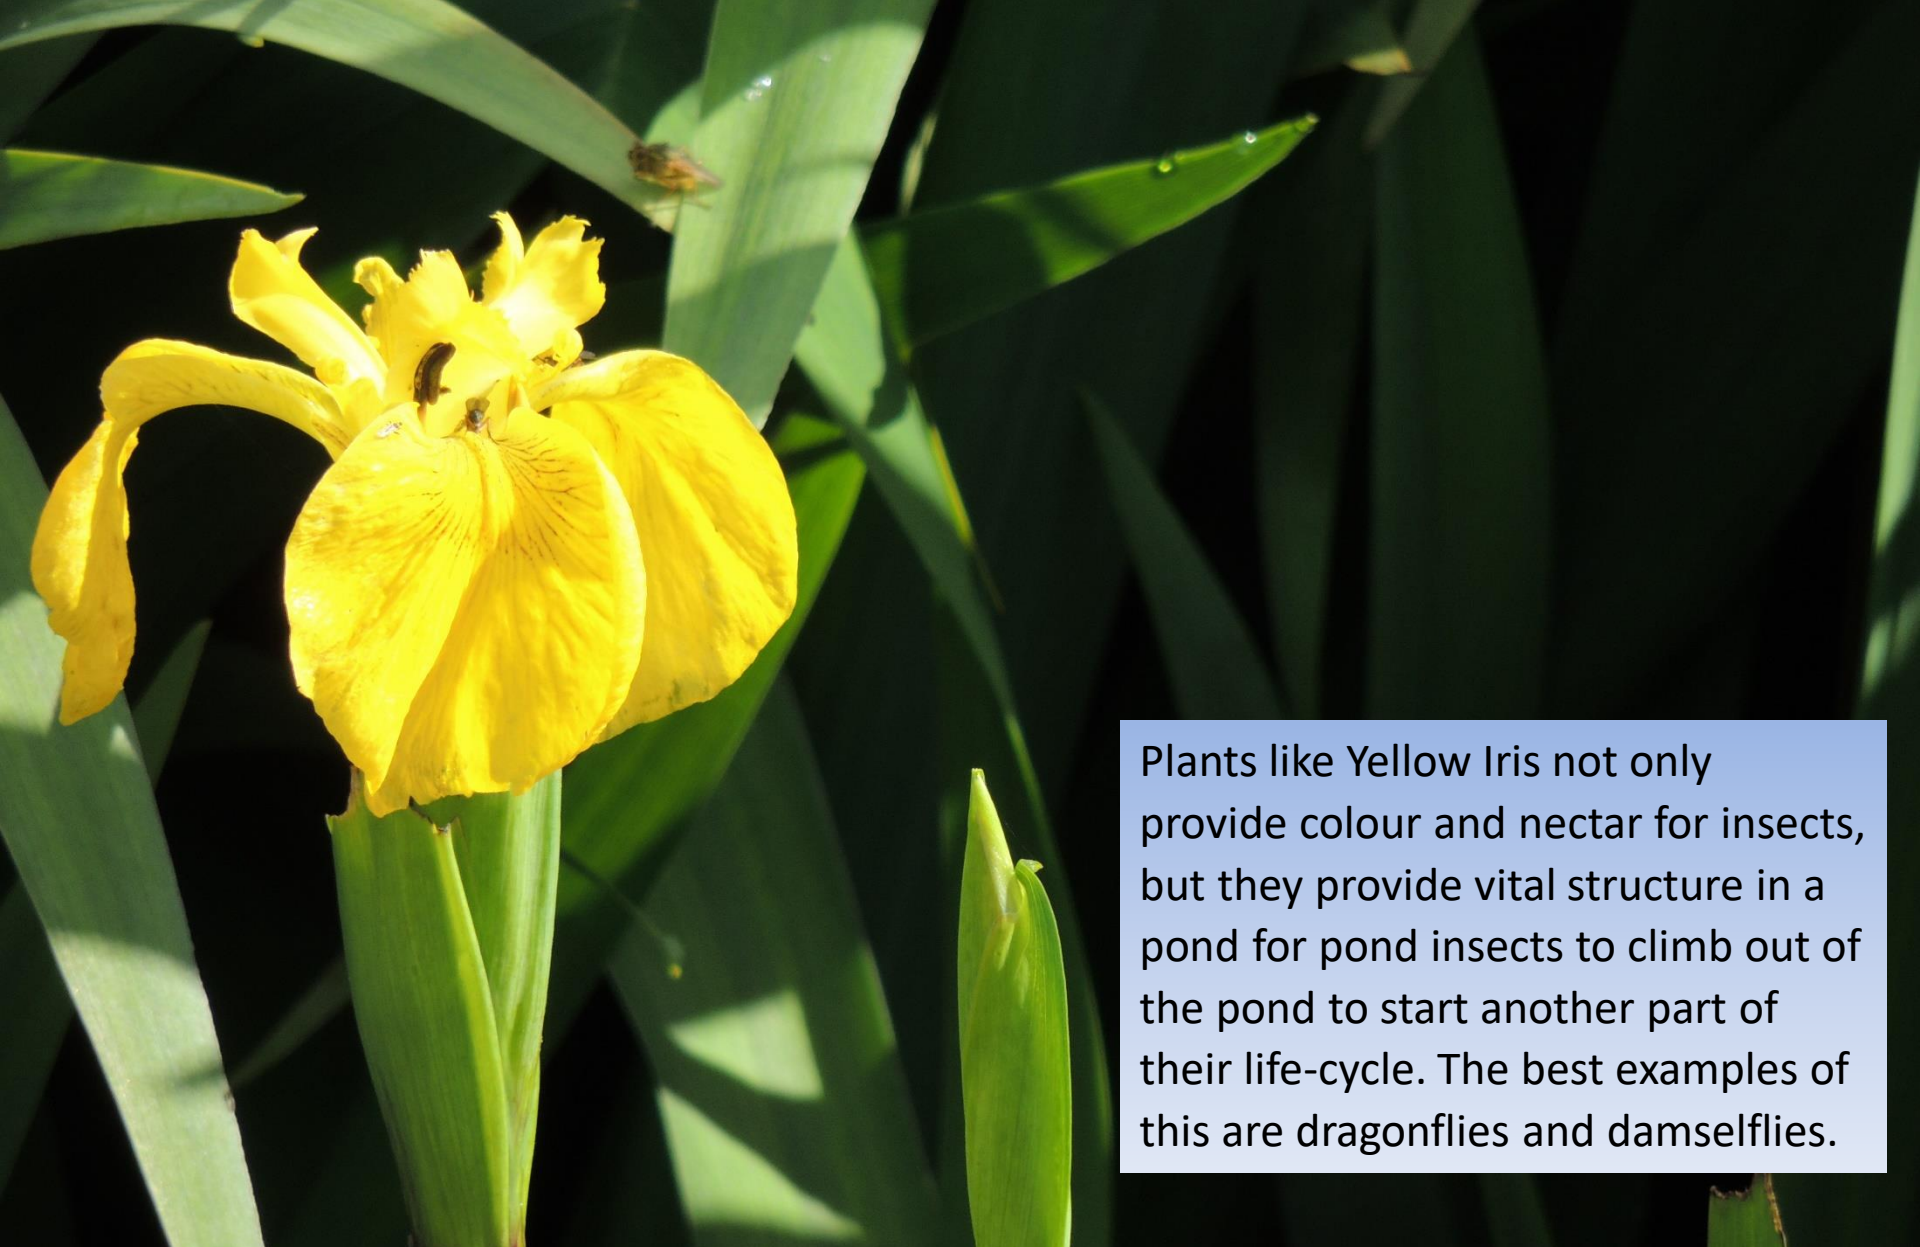 Plants like Yellow Iris not only
provide colour and nectar for insects,
but they provide vital structure in a
pond for pond insects to climb out of
the pond to start another part of
their life-cycle. The best examples of
this are dragonflies and damselflies.